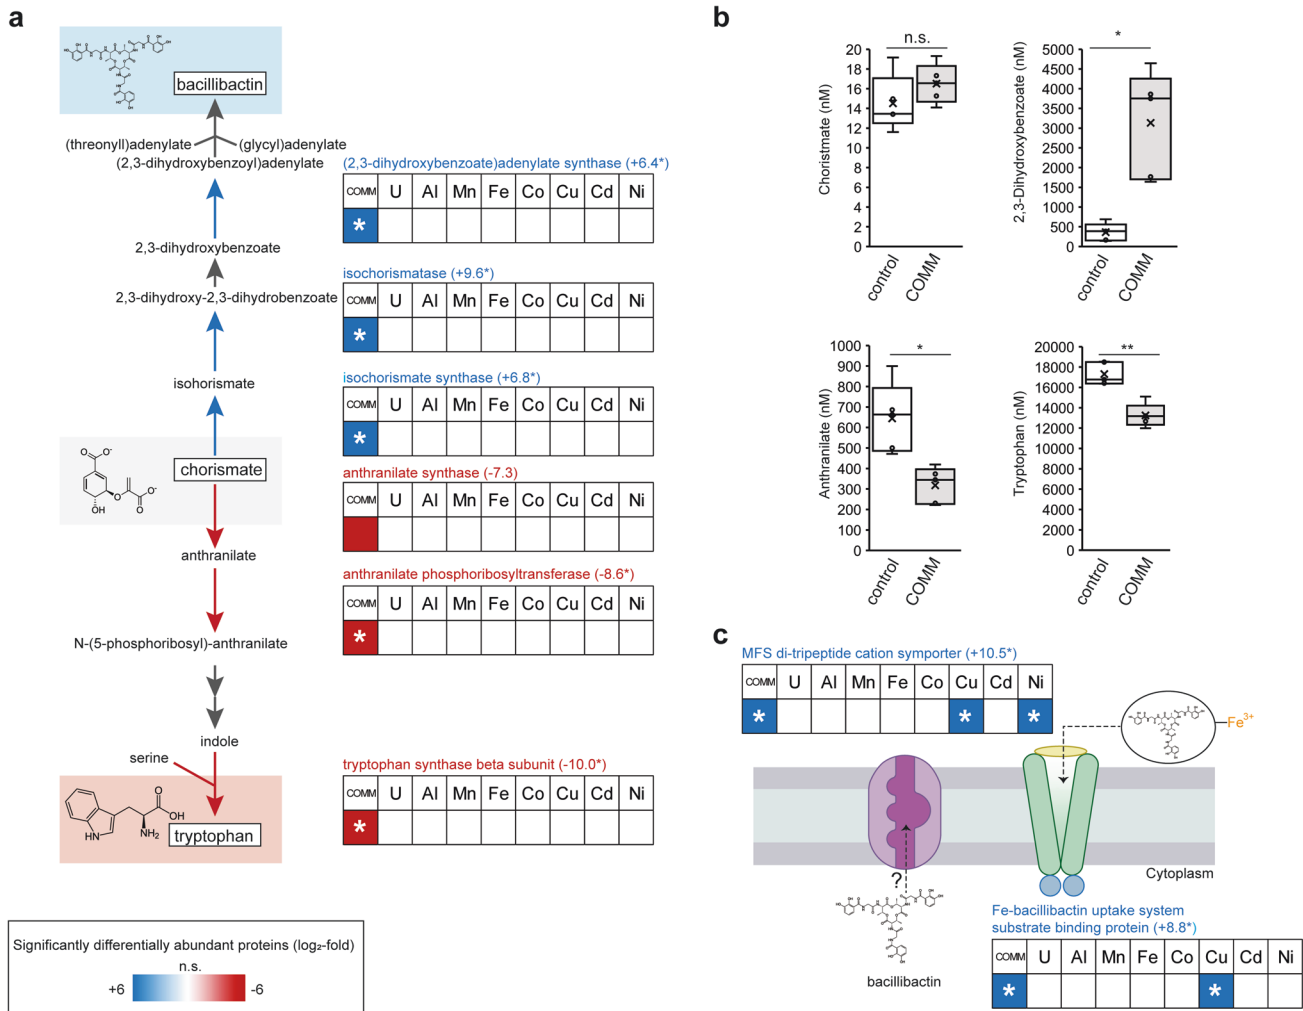 a
bacillibactin
(threonyll)adenylate
(glycyl)adenylate
(2,3-dihydroxybenzoyl)adenylate
(2,3-dihydroxybenzoate)adenylate synthase (+6.4*)
COMM U Al Mn Fe Co Cu Cd Ni
*
2,3-dihydroxybenzoate
isochorismatase (+9.6*)
2,3-dihydroxy-2,3-dihydrobenzoate
COMM U Al Mn Fe Co Cu Cd Ni
*
isohorismate
isochorismate synthase (+6.8*)
COMM U Al Mn Fe Co Cu Cd Ni
*
chorismate
O O-
O O- O
OH
anthranilate synthase (-7.3)
COMM U Al Mn Fe Co Cu Cd Ni
anthranilate
anthranilate phosphoribosyltransferase (-8.6*)
COMM U Al Mn Fe Co Cu Cd Ni
*
N-(5-phosphoribosyl)-anthranilate
indole
serine
tryptophan synthase beta subunit (-10.0*)
COMM U Al Mn Fe Co Cu Cd Ni
*
O
OH
HN NH2
tryptophan
Significantly differentially abundant proteins (log2-fold)
n.s.
+6 -6
b
Choristmate (nM)
n.s.
20
18
16
14
12
10
8
6
4
2
0
control COMM
2,3-Dihydroxybenzoate (nM)
*
5000
4500
4000
3500
3000
2500
2000
1500
1000
500
0
control COMM
Anthranilate (nM)
*
1000
900
800
700
600
500
400
300
200
100
0
control COMM
Tryptophan (nM)
**
20000
18000
16000
14000
12000
10000
8000
6000
4000
2000
0
control COMM
c
MFS di-tripeptide cation symporter (+10.5*)
COMM U Al Mn Fe Co Cu Cd Ni
* * *
Fe3+
Cytoplasm
?
bacillibactin
Fe-bacillibactin uptake system
substrate binding protein (+8.8*)
COMM U Al Mn Fe Co Cu Cd Ni
* *